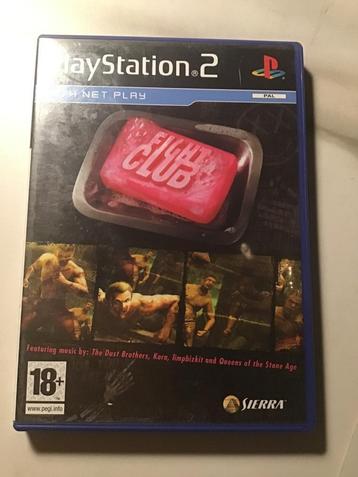 PlayStation®2
NET PLAY
PAL
FIGHT
CLUB
Featuring music by: The Dust Brothers, Korn, limpbizkit and Queens of the Stone Age
18+
www.pegi.info
SIERRA